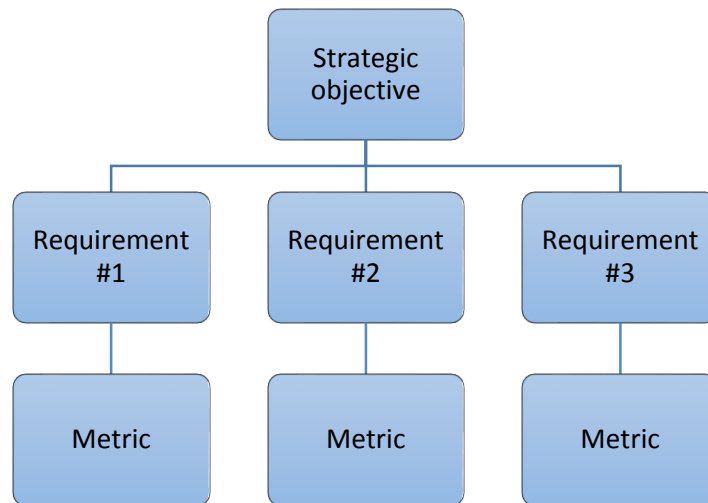 Strategic
objective
Requirement
#1
Requirement
#2
Requirement
#3
Metric
Metric
Metric